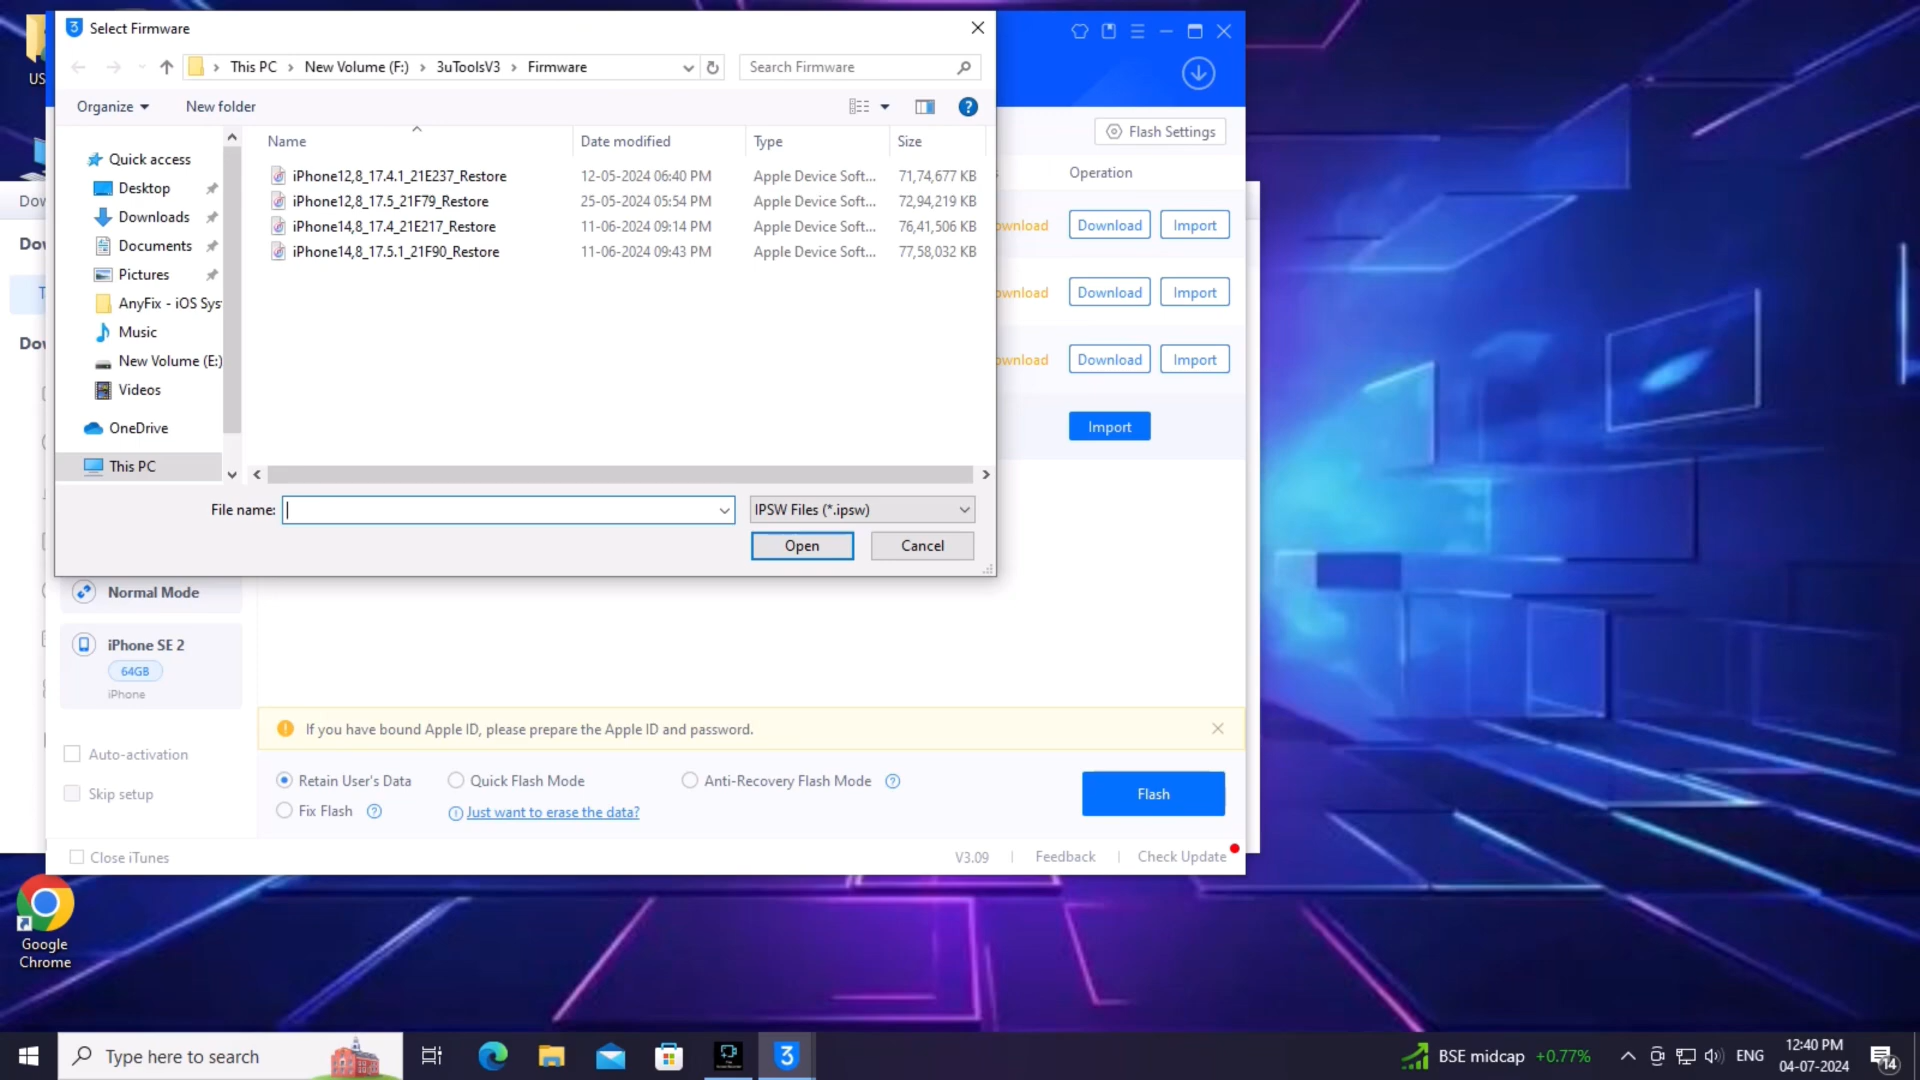 Select Firmware
This PC > New Volume (F:) > 3uToolsV3 > Firmware
Search Firmware
Organize
New folder
Name
Date modified
Type
Size
iPhone12,8_17.4.1_21E237_Restore 12-05-2024 06:40 PM Apple Device Soft... 71,74,677 KB
iPhone12,8_17.5_21F79_Restore 25-05-2024 05:54 PM Apple Device Soft... 72,94,219 KB
iPhone14,8_17.4_21E217_Restore 11-06-2024 09:14 PM Apple Device Soft... 76,41,506 KB
iPhone14,8_17.5.1_21F90_Restore 11-06-2024 09:43 PM Apple Device Soft... 77,58,032 KB
Quick access
Desktop
Downloads
Documents
Pictures
AnyFix - iOS Sys
Music
New Volume (E:)
Videos
OneDrive
This PC
File name:
IPSW Files (*.ipsw)
Open
Cancel
Flash Settings
Operation
ownload Download Import
ownload Download Import
ownload Download Import
Import
US
Dow
Dow
Dow
Normal Mode
iPhone SE 2
64GB
iPhone
Auto-activation
Skip setup
If you have bound Apple ID, please prepare the Apple ID and password.
Retain User's Data
Quick Flash Mode
Anti-Recovery Flash Mode
Fix Flash
Just want to erase the data?
Flash
Close iTunes
V3.09
Feedback
Check Update
Google
Chrome
Type here to search
BSE midcap +0.77%
ENG
12:40 PM
04-07-2024
14